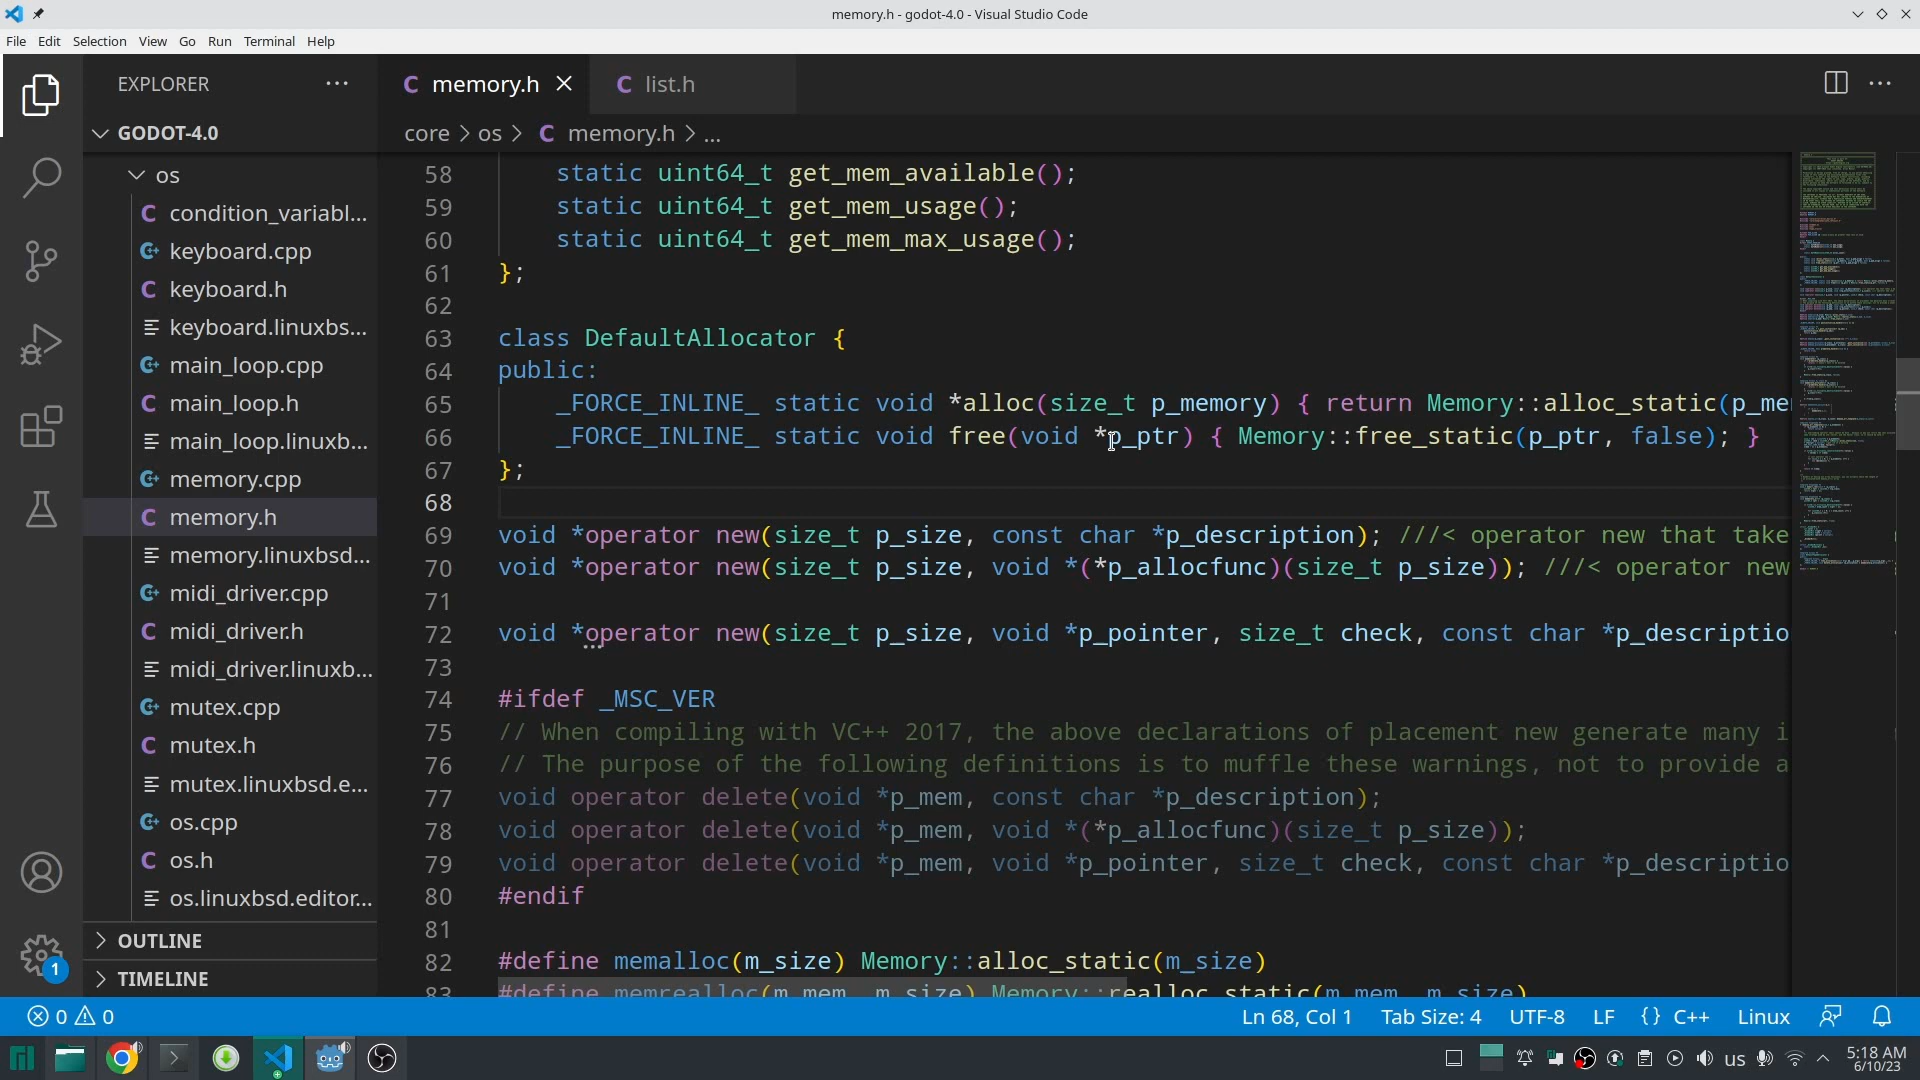 memory.h - godot-4.0 - Visual Studio Code
File Edit Selection View Go Run Terminal Help
EXPLORER
memory.h
list.h
GODOT-4.0
core > os > C memory.h > ...
os
condition_variabl...
keyboard.cpp
keyboard.h
keyboard.linuxbs...
main_loop.cpp
main_loop.h
main_loop.linuxb...
memory.cpp
memory.h
memory.linuxbsd...
midi_driver.cpp
midi_driver.h
midi_driver.linuxb...
mutex.cpp
mutex.h
mutex.linuxbsd.e...
os.cpp
os.h
os.linuxbsd.editor...
OUTLINE
TIMELINE
1
58 static uint64_t get_mem_available();
59 static uint64_t get_mem_usage();
60 static uint64_t get_mem_max_usage();
61 };
62
63 class DefaultAllocator {
64 public:
65 _FORCE_INLINE_ static void *alloc(size_t p_memory) { return Memory::alloc_static(p_me
66 _FORCE_INLINE_ static void free(void *p_ptr) { Memory::free_static(p_ptr, false); }
67 };
68
69 void *operator new(size_t p_size, const char *p_description); ///< operator new that take
70 void *operator new(size_t p_size, void *(*p_allocfunc)(size_t p_size)); ///< operator new
71
72 void *operator new(size_t p_size, void *p_pointer, size_t check, const char *p_descriptio
73
74 #ifdef _MSC_VER
75 // When compiling with VC++ 2017, the above declarations of placement new generate many i
76 // The purpose of the following definitions is to muffle these warnings, not to provide a
77 void operator delete(void *p_mem, const char *p_description);
78 void operator delete(void *p_mem, void *(*p_allocfunc)(size_t p_size));
79 void operator delete(void *p_mem, void *p_pointer, size_t check, const char *p_descriptio
80 #endif
81
82 #define memalloc(m_size) Memory::alloc_static(m_size)
83 #define memrealloc(m_mem, m_size) Memory::realloc_static(m_mem, m_size)
0 0
Ln 68, Col 1 Tab Size: 4 UTF-8 LF {} C++ Linux
us
5:18 AM
6/10/23